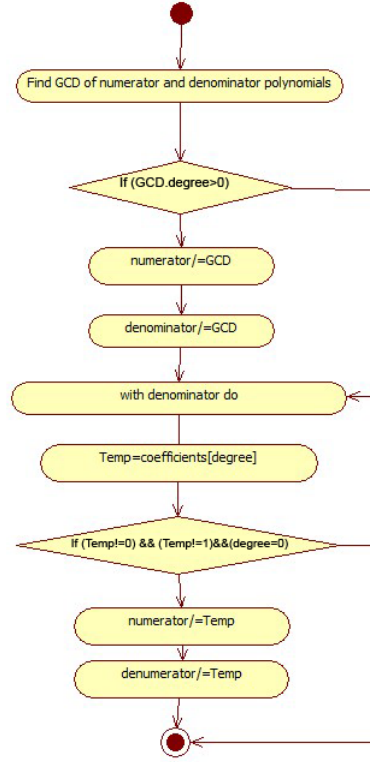 Find GCD of numerator and denominator polynomials
If (GCD.degree>0)
numerator/=GCD
denominator/=GCD
with denominator do
Temp=coefficients[degree]
If (Temp!=0) && (Temp!=1)&&(degree=0)
numerator/=Temp
denumerator/=Temp